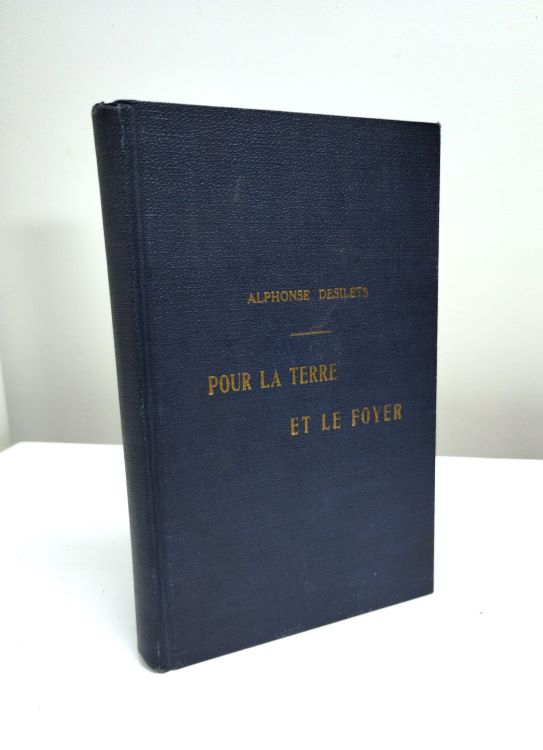 ALPHONSE DESILETS
POUR LA TERRE
ET LE FOYER